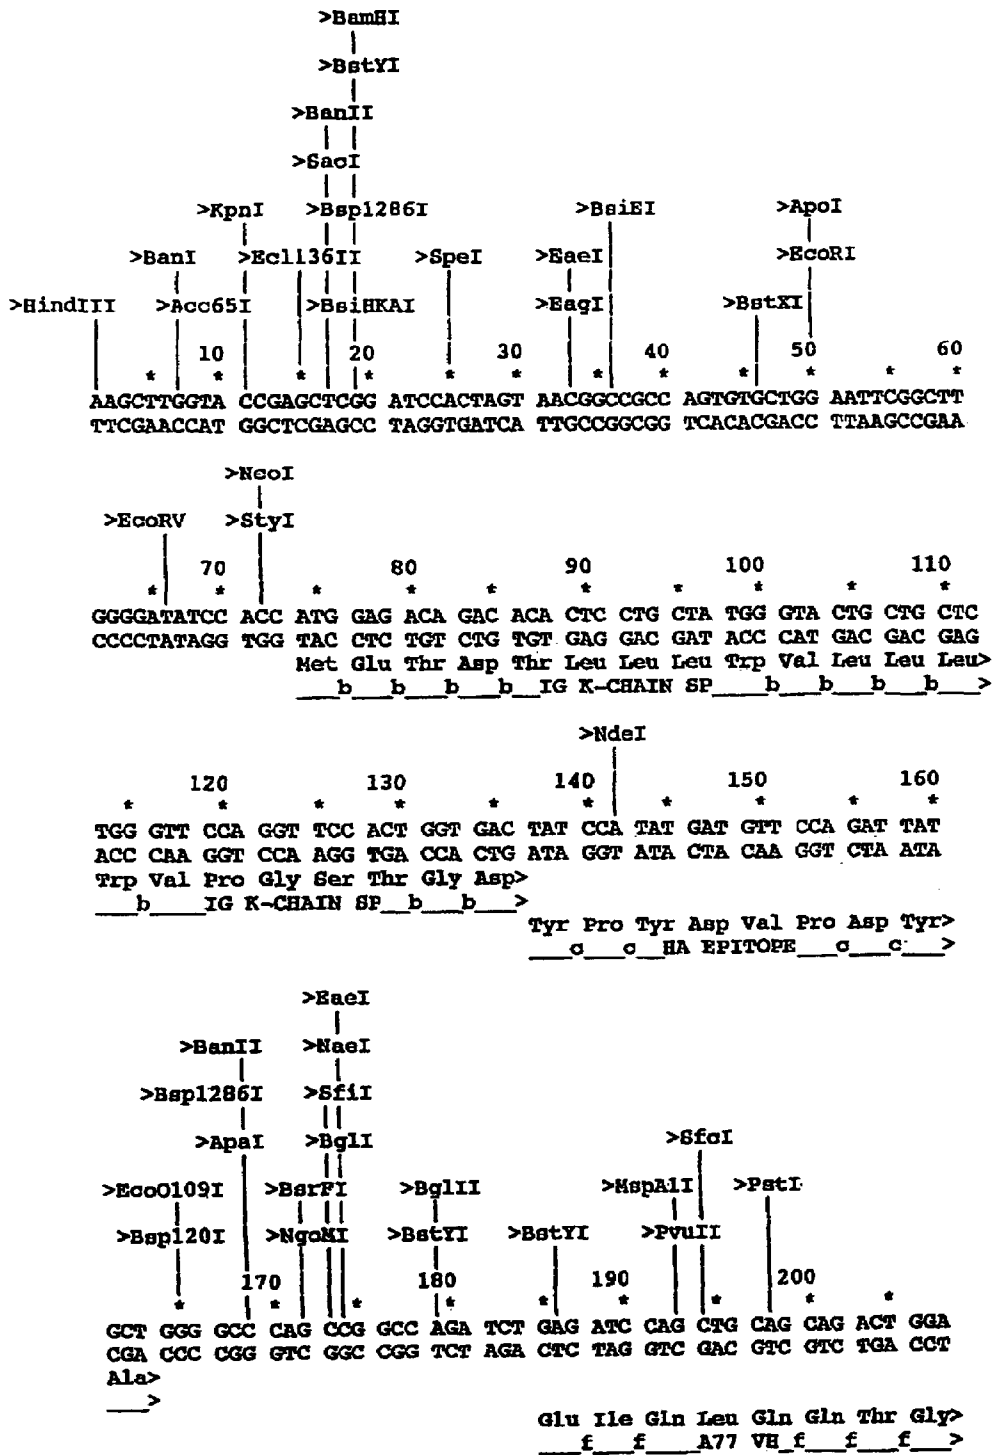 >BamHI
>BstYI
>BanII
>SacI
>KpnI >Bsp1286I >BsiEI >ApoI
>BanI >Ecl136II >SpeI >EaeI >EcoRI
>HindIII >Acc65I >BsiHKAI >EagI >BstXI
10 20 30 40 50 60
* * * * * * * * * * * *
AAGCTTGGTA CCGAGCTCGG ATCCACTAGT AACGGCCGCC AGTGTGCTGG AATTCGGCTT
TTCGAACCAT GGCTCGAGCC TAGGTGATCA TTGCCGGCGG TCACACGACC TTAAGCCGAA
>NcoI
>EcoRV >StyI
70 80 90 100 110
* * * * * * * * * *
GGGGATATCC ACC ATG GAG ACA GAC ACA CTC CTG CTA TGG GTA CTG CTG CTC
CCCCTATAGG TGG TAC CTC TGT CTG TGT GAG GAC GAT ACC CAT GAC GAC GAG
Met Glu Thr Asp Thr Leu Leu Leu Trp Val Leu Leu Leu>
___b___b___b___b__IG K-CHAIN SP____b___b___b___b___>
>NdeI
120 130 140 150 160
* * * * * * * * * *
TGG GTT CCA GGT TCC ACT GGT GAC TAT CCA TAT GAT GTT CCA GAT TAT
ACC CAA GGT CCA AGG TGA CCA CTG ATA GGT ATA CTA CAA GGT CTA ATA
Trp Val Pro Gly Ser Thr Gly Asp>
___b____IG K-CHAIN SP__b___b___>
Tyr Pro Tyr Asp Val Pro Asp Tyr>
___c___c__HA EPITOPE___c___c___>
>EaeI
>BanII >NaeI
>Bsp1286I >SfiI
>ApaI >BglI >SfcI
>EcoO109I >BsrFI >BglII >MspA1I >PstI
>Bsp120I >NgoMI >BstYI >BstYI >PvuII
170 180 190 200
* * * * * * * * *
GCT GGG GCC CAG CCG GCC AGA TCT GAG ATC CAG CTG CAG CAG ACT GGA
CGA CCC CGG GTC GGC CGG TCT AGA CTC TAG GTC GAC GTC GTC TGA CCT
Ala>
___>
Glu Ile Gln Leu Gln Gln Thr Gly>
___f___f____A77 VH_f___f___f___>